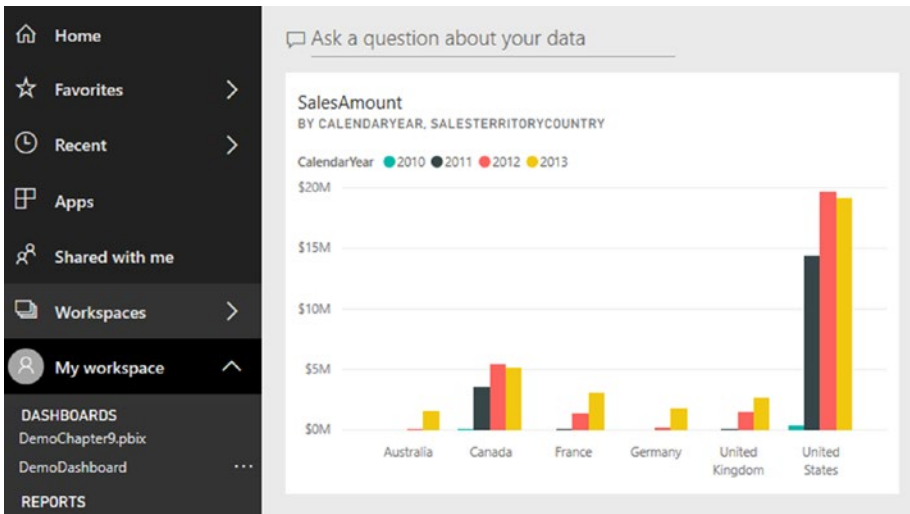 Home
Favorites
Recent
Apps
Shared with me
Workspaces
My workspace
DASHBOARDS
DemoChapter9.pbix
DemoDashboard ...
REPORTS
Ask a question about your data
SalesAmount
BY CALENDARYEAR, SALESTERRITORYCOUNTRY
CalendarYear 2010 2011 2012 2013
$20M
$15M
$10M
$5M
$0M
Australia Canada France Germany United Kingdom United States